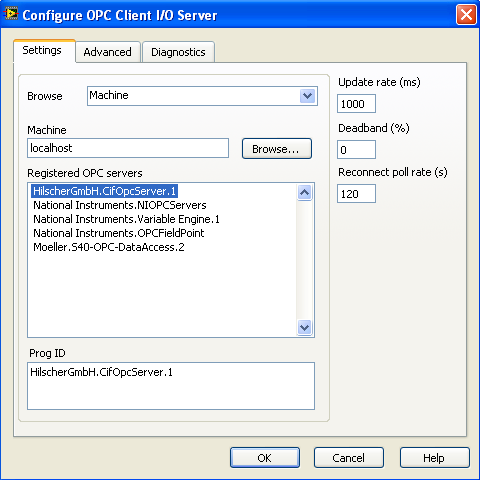 Configure OPC Client I/O Server
Settings
Advanced
Diagnostics
Browse
Machine
Machine
localhost
Browse...
Registered OPC servers
HilscherGmbH.CifOpcServer.1
National Instruments.NIOPCServers
National Instruments.Variable Engine.1
National Instruments.OPCFieldPoint
Moeller.S40-OPC-DataAccess.2
Prog ID
HilscherGmbH.CifOpcServer.1
Update rate (ms)
1000
Deadband (%)
0
Reconnect poll rate (s)
120
OK
Cancel
Help